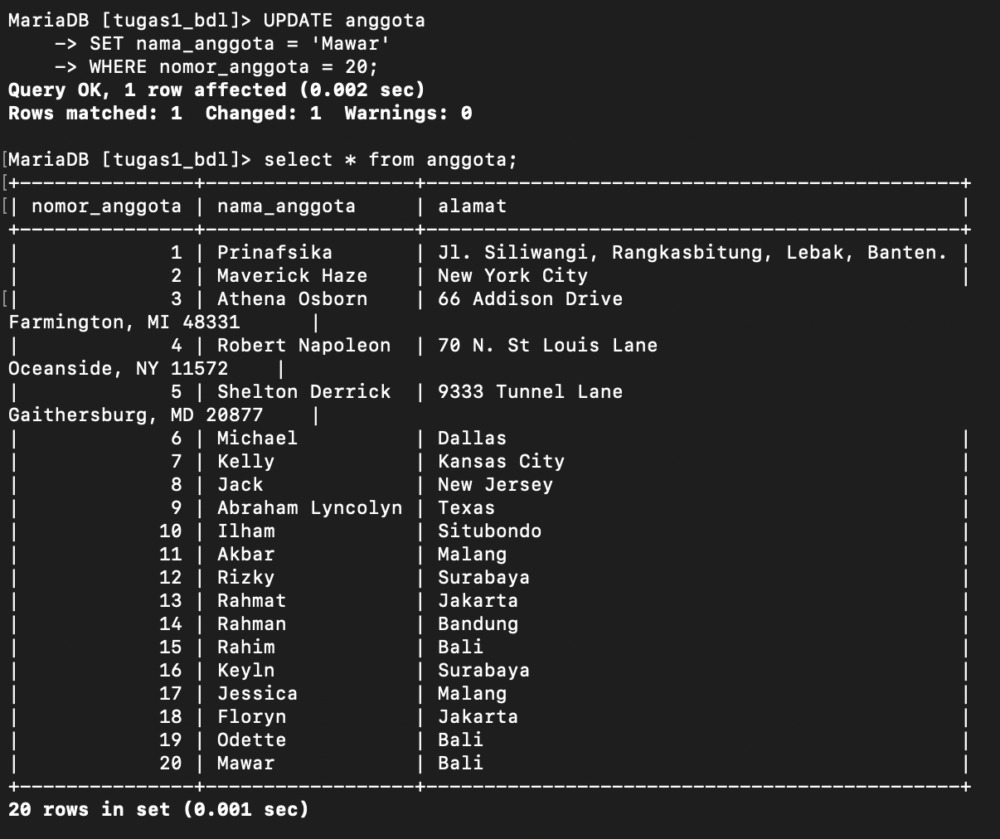 MariaDB [tugas1_bdl]> UPDATE anggota
    -> SET nama_anggota = 'Mawar'
    -> WHERE nomor_anggota = 20;
Query OK, 1 row affected (0.002 sec)
Rows matched: 1  Changed: 1  Warnings: 0

[MariaDB [tugas1_bdl]> select * from anggota;
[+---------------+------------------+----------------------------------------------+
[| nomor_anggota | nama_anggota     | alamat                                       |
+---------------+------------------+----------------------------------------------+
|             1 | Prinafsika       | Jl. Siliwangi, Rangkasbitung, Lebak, Banten. |
|             2 | Maverick Haze    | New York City                                |
[|             3 | Athena Osborn    | 66 Addison Drive
Farmington, MI 48331      |
|             4 | Robert Napoleon  | 70 N. St Louis Lane
Oceanside, NY 11572    |
|             5 | Shelton Derrick  | 9333 Tunnel Lane
Gaithersburg, MD 20877    |
|             6 | Michael          | Dallas                                       |
|             7 | Kelly            | Kansas City                                  |
|             8 | Jack             | New Jersey                                   |
|             9 | Abraham Lyncolyn | Texas                                        |
|            10 | Ilham            | Situbondo                                    |
|            11 | Akbar            | Malang                                       |
|            12 | Rizky            | Surabaya                                     |
|            13 | Rahmat           | Jakarta                                      |
|            14 | Rahman           | Bandung                                      |
|            15 | Rahim            | Bali                                         |
|            16 | Keyln            | Surabaya                                     |
|            17 | Jessica          | Malang                                       |
|            18 | Floryn           | Jakarta                                      |
|            19 | Odette           | Bali                                         |
|            20 | Mawar            | Bali                                         |
+---------------+------------------+----------------------------------------------+
20 rows in set (0.001 sec)